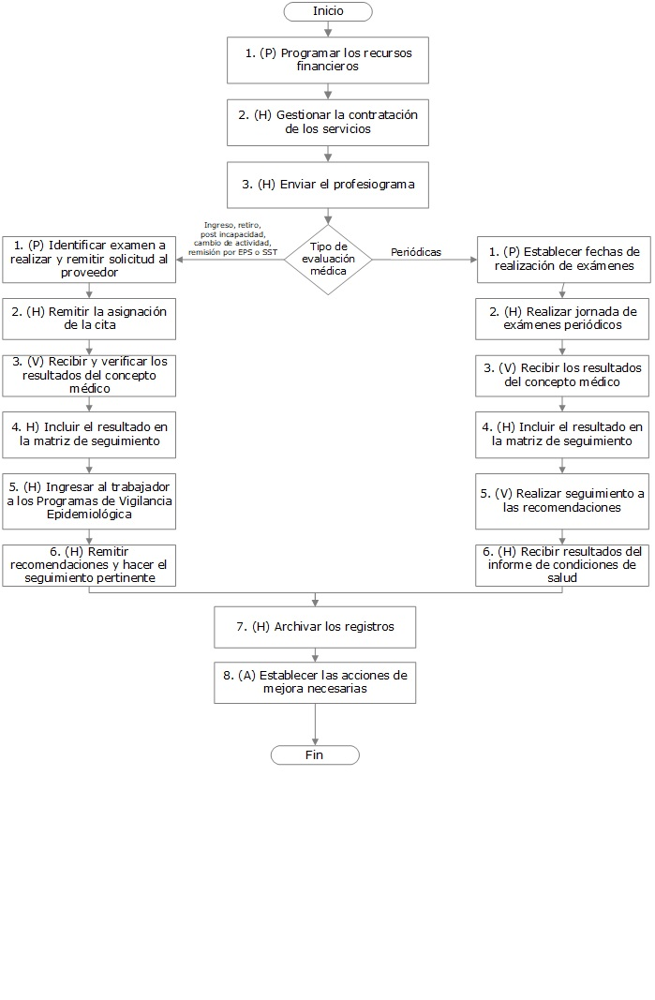 Inicio
1. (P) Programar los recursos
financieros
2. (H) Gestionar la contratación
de los servicios
3. (H) Enviar el profesiograma
Tipo de
evaluación
médica
Ingreso, retiro,
post incapacidad,
cambio de actividad,
remisión por EPS o SST
1. (P) Identificar examen a
realizar y remitir solicitud al
proveedor
2. (H) Remitir la asignación
de la cita
3. (V) Recibir y verificar los
resultados del concepto
médico
4. H) Incluir el resultado en
la matriz de seguimiento
5. (H) Ingresar al trabajador
a los Programas de Vigilancia
Epidemiológica
6. (H) Remitir
recomendaciones y hacer el
seguimiento pertinente
Periódicas
1. (P) Establecer fechas de
realización de exámenes
2. (H) Realizar jornada de
exámenes periódicos
3. (V) Recibir los resultados
del concepto médico
4. (H) Incluir el resultado en
la matriz de seguimiento
5. (V) Realizar seguimiento a
las recomendaciones
6. (H) Recibir resultados del
informe de condiciones de
salud
7. (H) Archivar los registros
8. (A) Establecer las acciones de
mejora necesarias
Fin